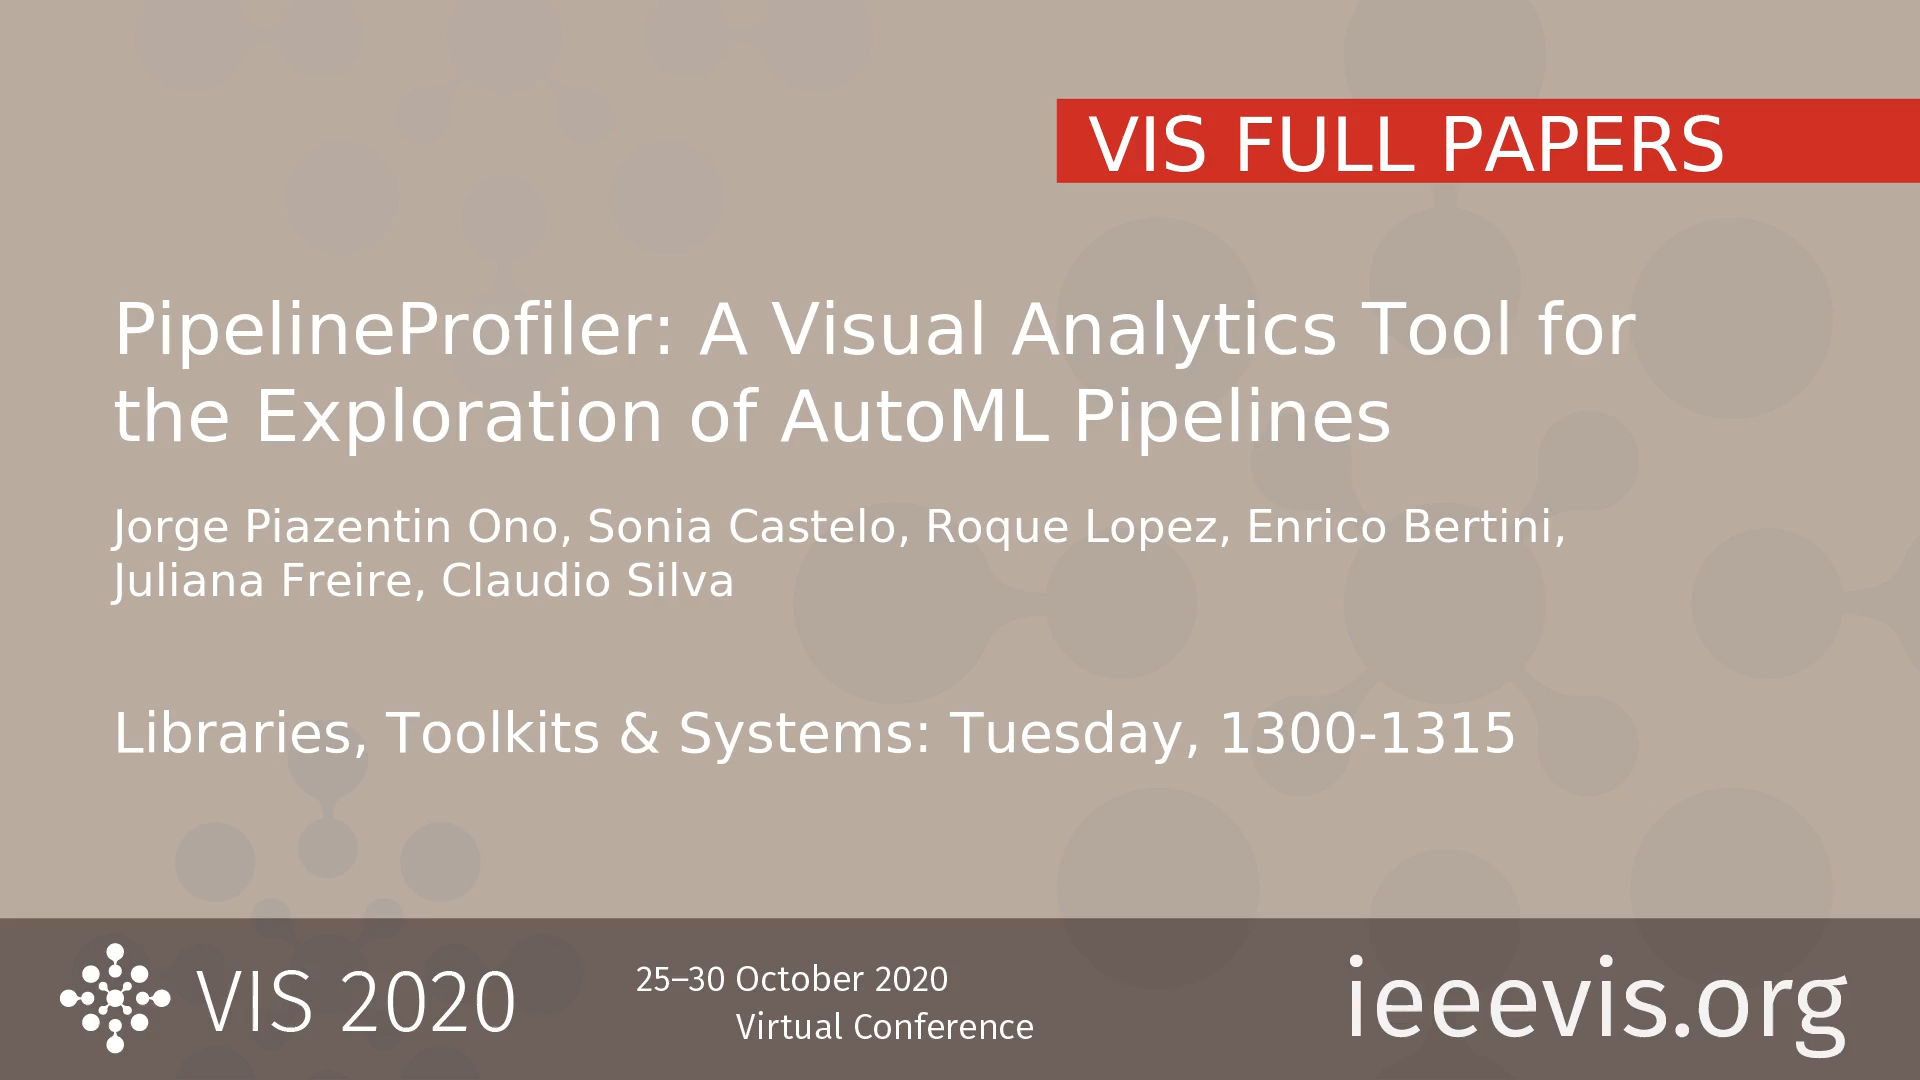 VIS FULL PAPERS
PipelineProfiler: A Visual Analytics Tool for
the Exploration of AutoML Pipelines
Jorge Piazentin Ono, Sonia Castelo, Roque Lopez, Enrico Bertini,
Juliana Freire, Claudio Silva
Libraries, Toolkits & Systems: Tuesday, 1300-1315
VIS 2020
25–30 October 2020
Virtual Conference
ieeevis.org